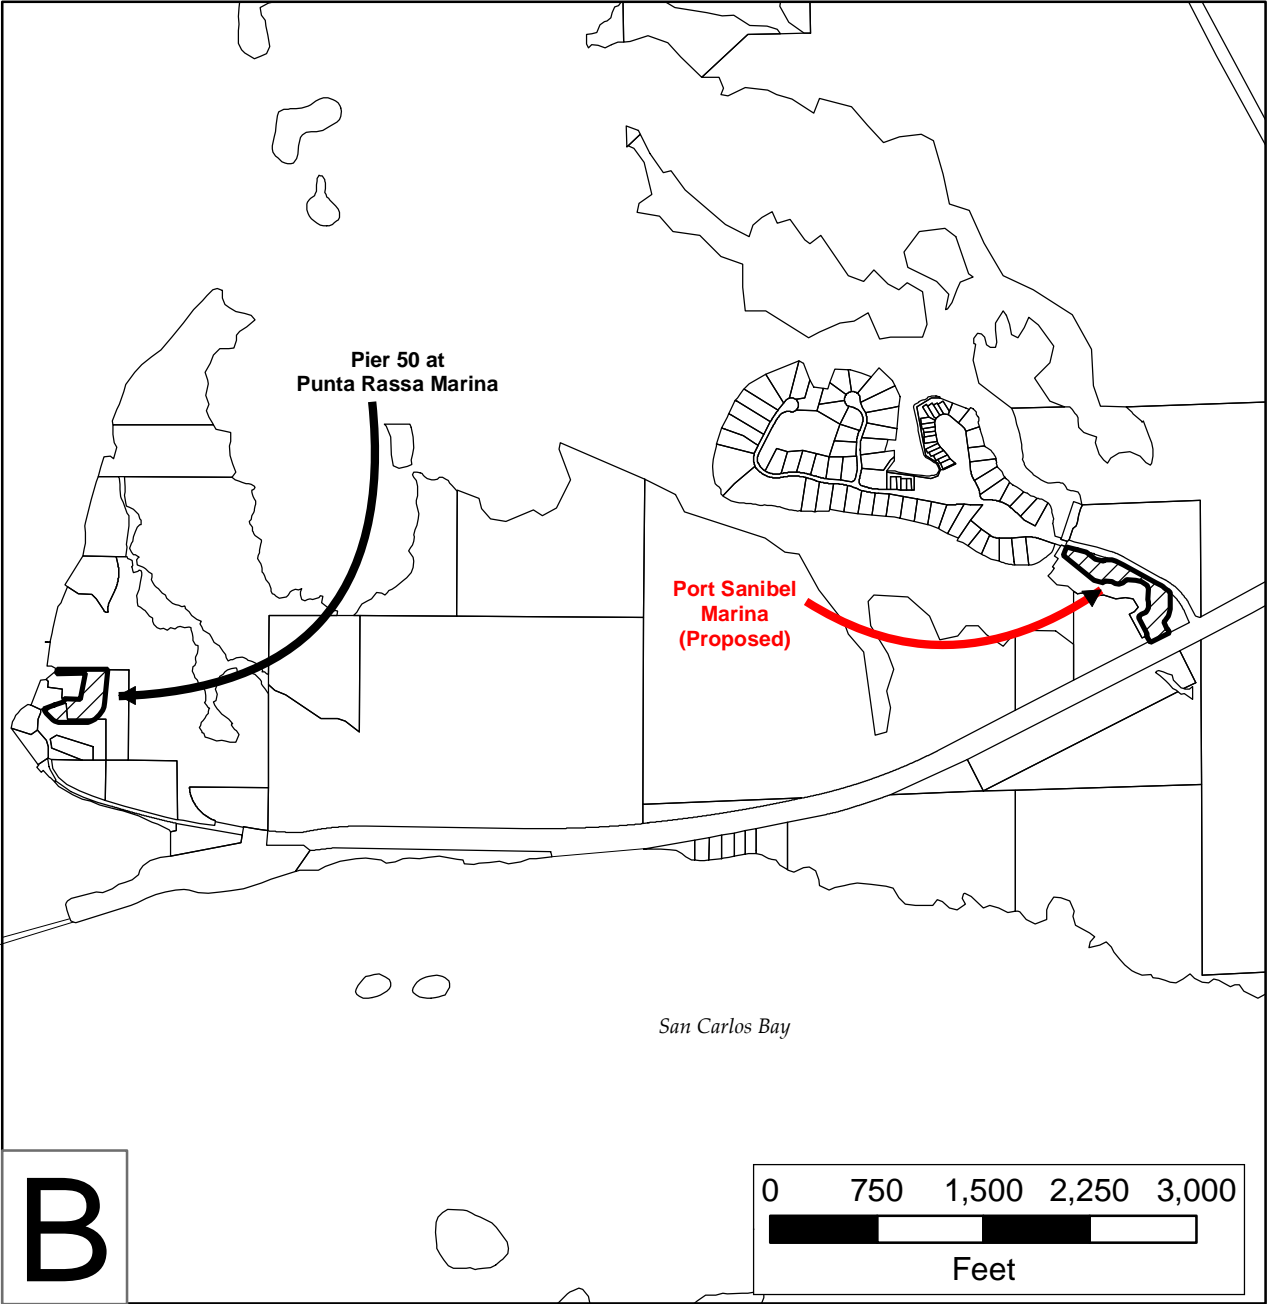 Pier 50 at
Punta Rassa Marina
Port Sanibel
Marina
(Proposed)
San Carlos Bay
B
0 750 1,500 2,250 3,000
Feet